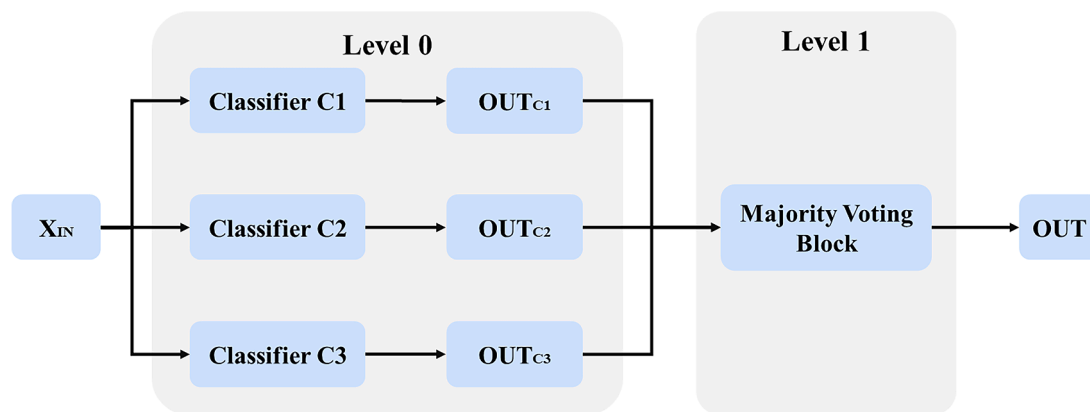 Level 0
Level 1
Classifier C1
OUTC1
XIN
Classifier C2
OUTC2
Majority Voting
Block
OUT
Classifier C3
OUTC3